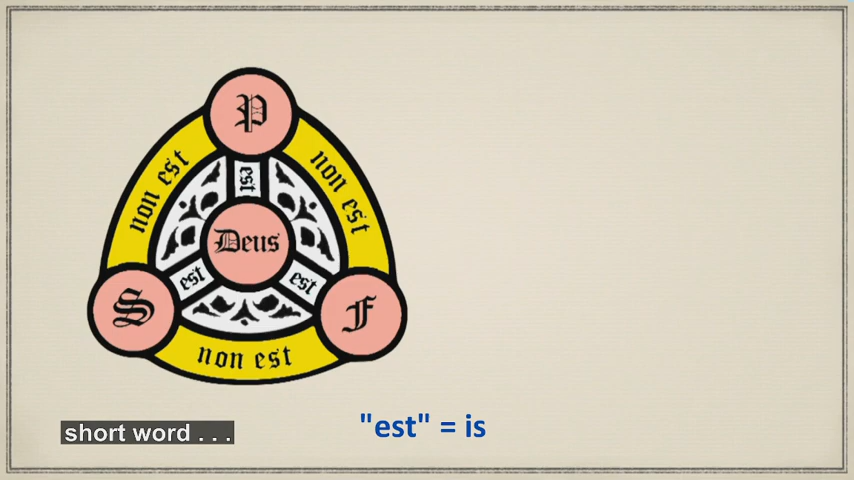 P
non est
non est
est
Deus
est
est
S
F
non est
short word . . .
"est" = is